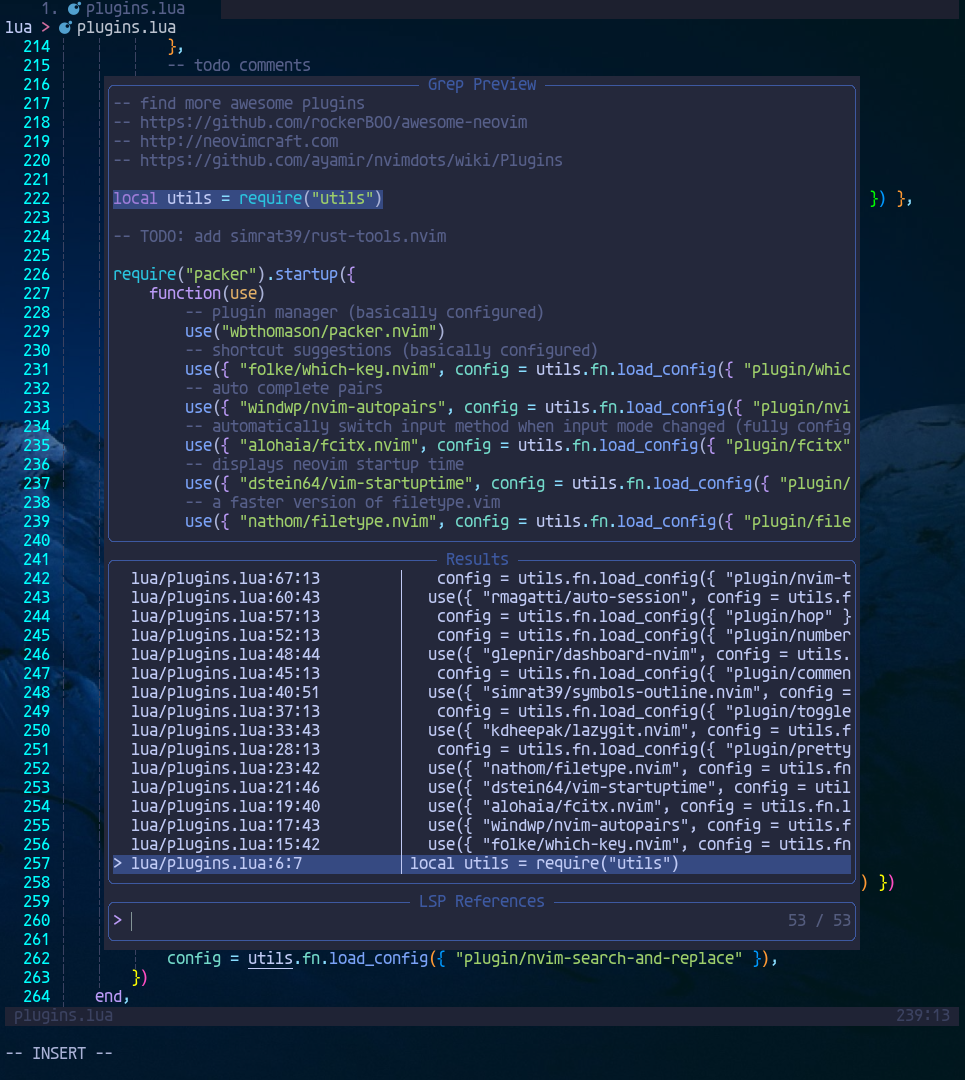 1. plugins.lua
lua > plugins.lua
214 },
215 -- todo comments
216 Grep Preview
217 -- find more awesome plugins
218 -- https://github.com/rockerBOO/awesome-neovim
219 -- http://neovimcraft.com
220 -- https://github.com/ayamir/nvimdots/wiki/Plugins
221
222 local utils = require("utils") }) },
223
224 -- TODO: add simrat39/rust-tools.nvim
225
226 require("packer").startup({
227 function(use)
228 -- plugin manager (basically configured)
229 use("wbthomason/packer.nvim")
230 -- shortcut suggestions (basically configured)
231 use({ "folke/which-key.nvim", config = utils.fn.load_config({ "plugin/whic
232 -- auto complete pairs
233 use({ "windwp/nvim-autopairs", config = utils.fn.load_config({ "plugin/nvi
234 -- automatically switch input method when input mode changed (fully config
235 use({ "alohaia/fcitx.nvim", config = utils.fn.load_config({ "plugin/fcitx"
236 -- displays neovim startup time
237 use({ "dstein64/vim-startuptime", config = utils.fn.load_config({ "plugin/
238 -- a faster version of filetype.vim
239 use({ "nathom/filetype.nvim", config = utils.fn.load_config({ "plugin/file
240
241 Results
242 lua/plugins.lua:67:13 config = utils.fn.load_config({ "plugin/nvim-t
243 lua/plugins.lua:60:43 use({ "rmagatti/auto-session", config = utils.f
244 lua/plugins.lua:57:13 config = utils.fn.load_config({ "plugin/hop" }
245 lua/plugins.lua:52:13 config = utils.fn.load_config({ "plugin/number
246 lua/plugins.lua:48:44 use({ "glepnir/dashboard-nvim", config = utils.
247 lua/plugins.lua:45:13 config = utils.fn.load_config({ "plugin/commen
248 lua/plugins.lua:40:51 use({ "simrat39/symbols-outline.nvim", config =
249 lua/plugins.lua:37:13 config = utils.fn.load_config({ "plugin/toggle
250 lua/plugins.lua:33:43 use({ "kdheepak/lazygit.nvim", config = utils.f
251 lua/plugins.lua:28:13 config = utils.fn.load_config({ "plugin/pretty
252 lua/plugins.lua:23:42 use({ "nathom/filetype.nvim", config = utils.fn
253 lua/plugins.lua:21:46 use({ "dstein64/vim-startuptime", config = util
254 lua/plugins.lua:19:40 use({ "alohaia/fcitx.nvim", config = utils.fn.l
255 lua/plugins.lua:17:43 use({ "windwp/nvim-autopairs", config = utils.f
256 lua/plugins.lua:15:42 use({ "folke/which-key.nvim", config = utils.fn
257 > lua/plugins.lua:6:7 local utils = require("utils")
258 ) })
259 LSP References
260 > 53 / 53
261
262 config = utils.fn.load_config({ "plugin/nvim-search-and-replace" }),
263 })
264 end,
plugins.lua 239:13
-- INSERT --